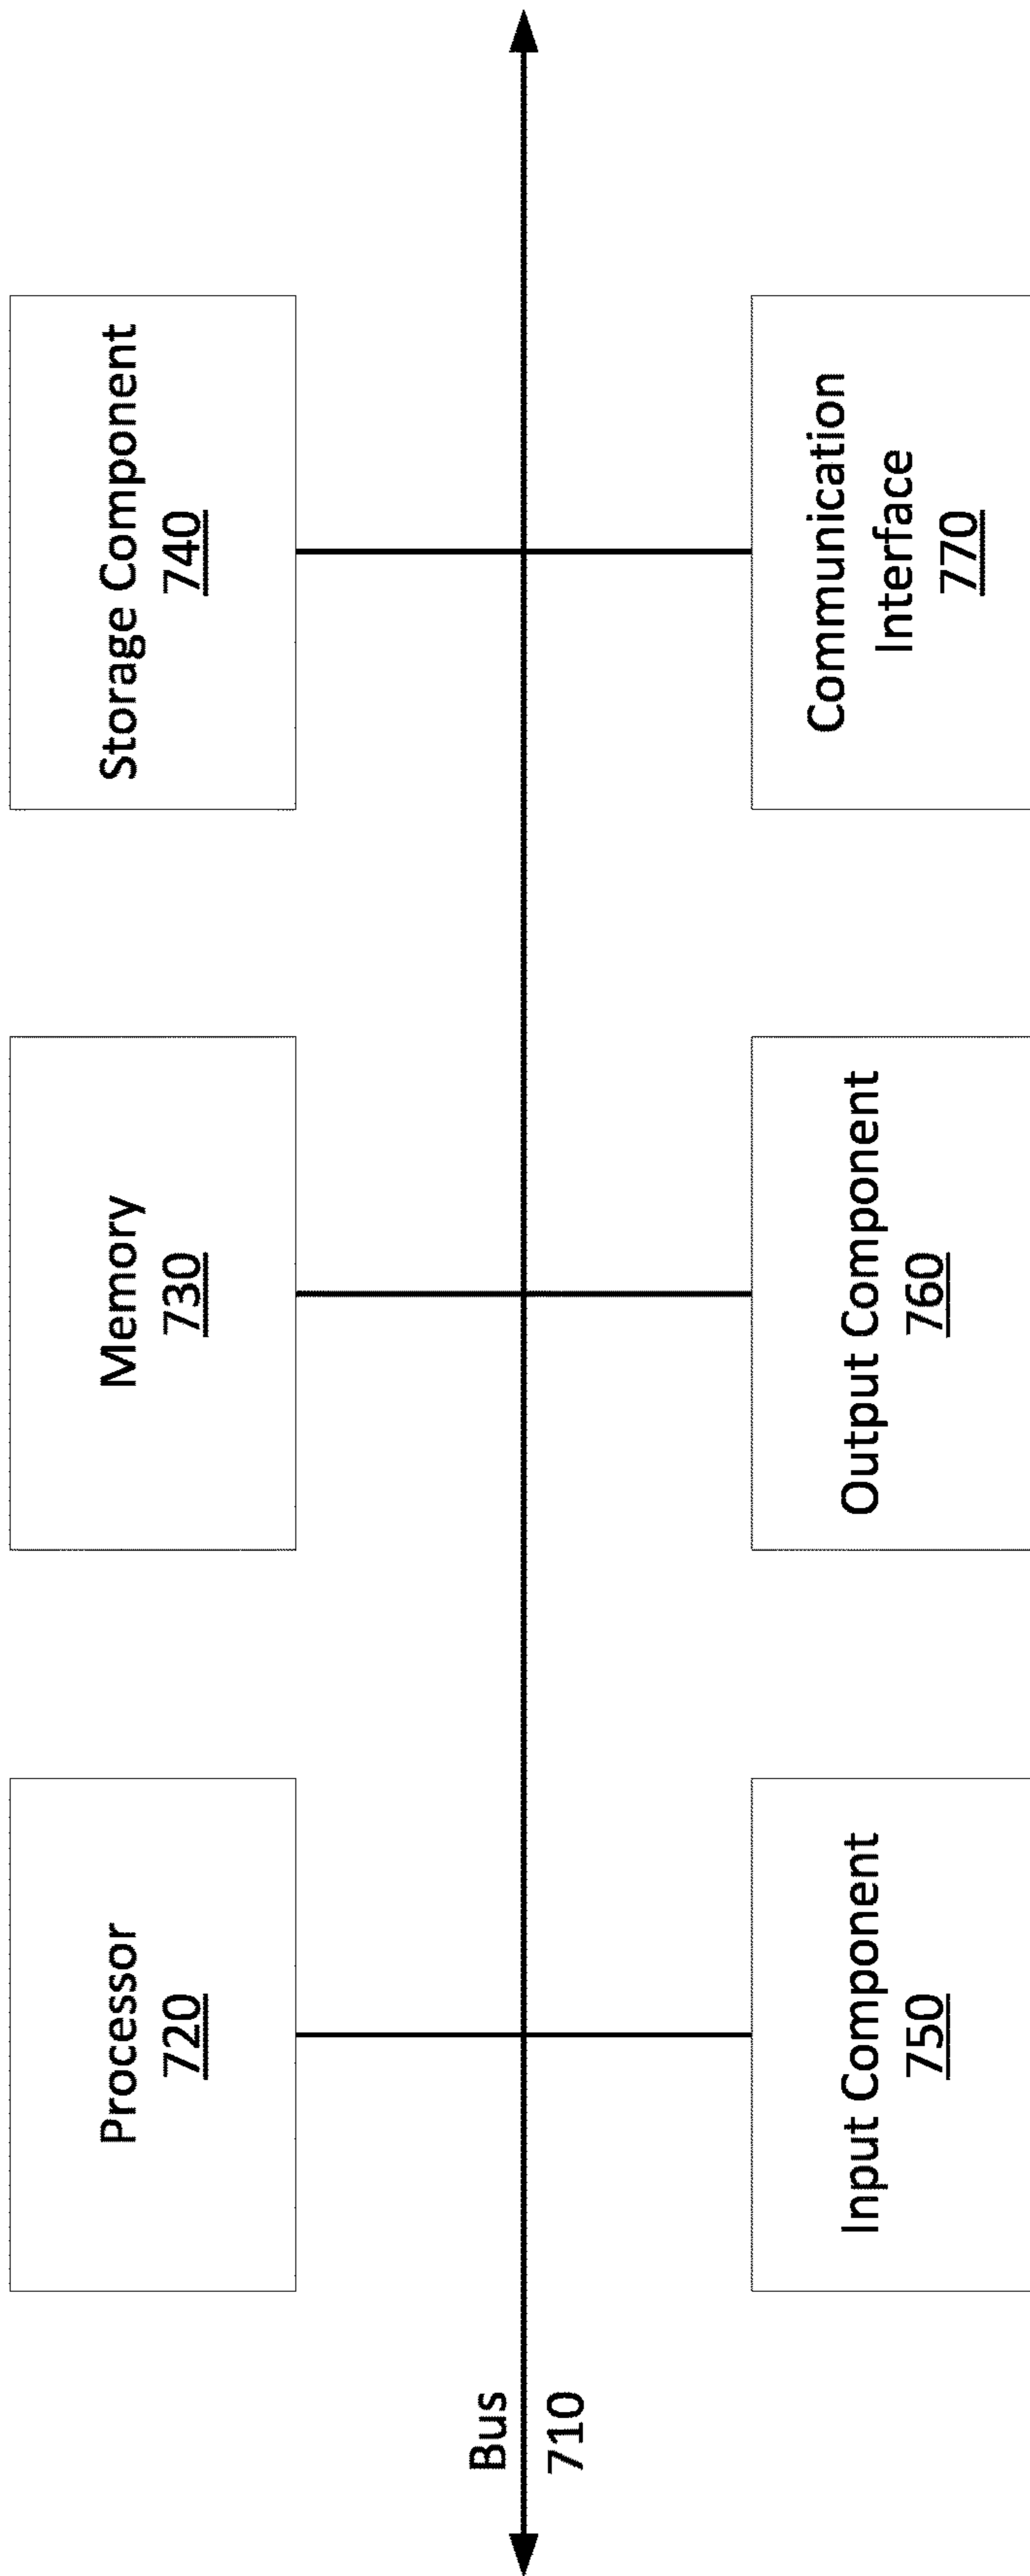 Processor
720
Memory
730
Storage Component
740
Bus
710
Input Component
750
Output Component
760
Communication
Interface
770